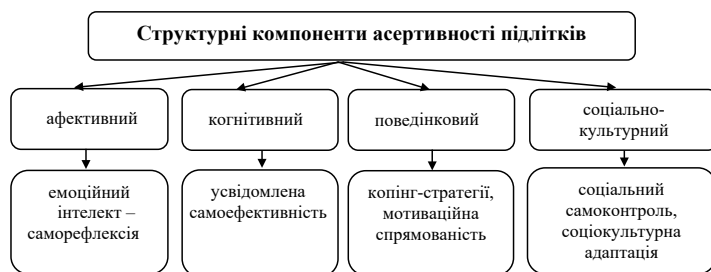 Структурні компоненти асертивності підлітків
афективний
когнітивний
поведінковий
соціально-
культурний
емоційний
інтелект –
саморефлексія
усвідомлена
самоефективність
копінг-стратегії,
мотиваційна
спрямованість
соціальний
самоконтроль,
соціокультурна
адаптація